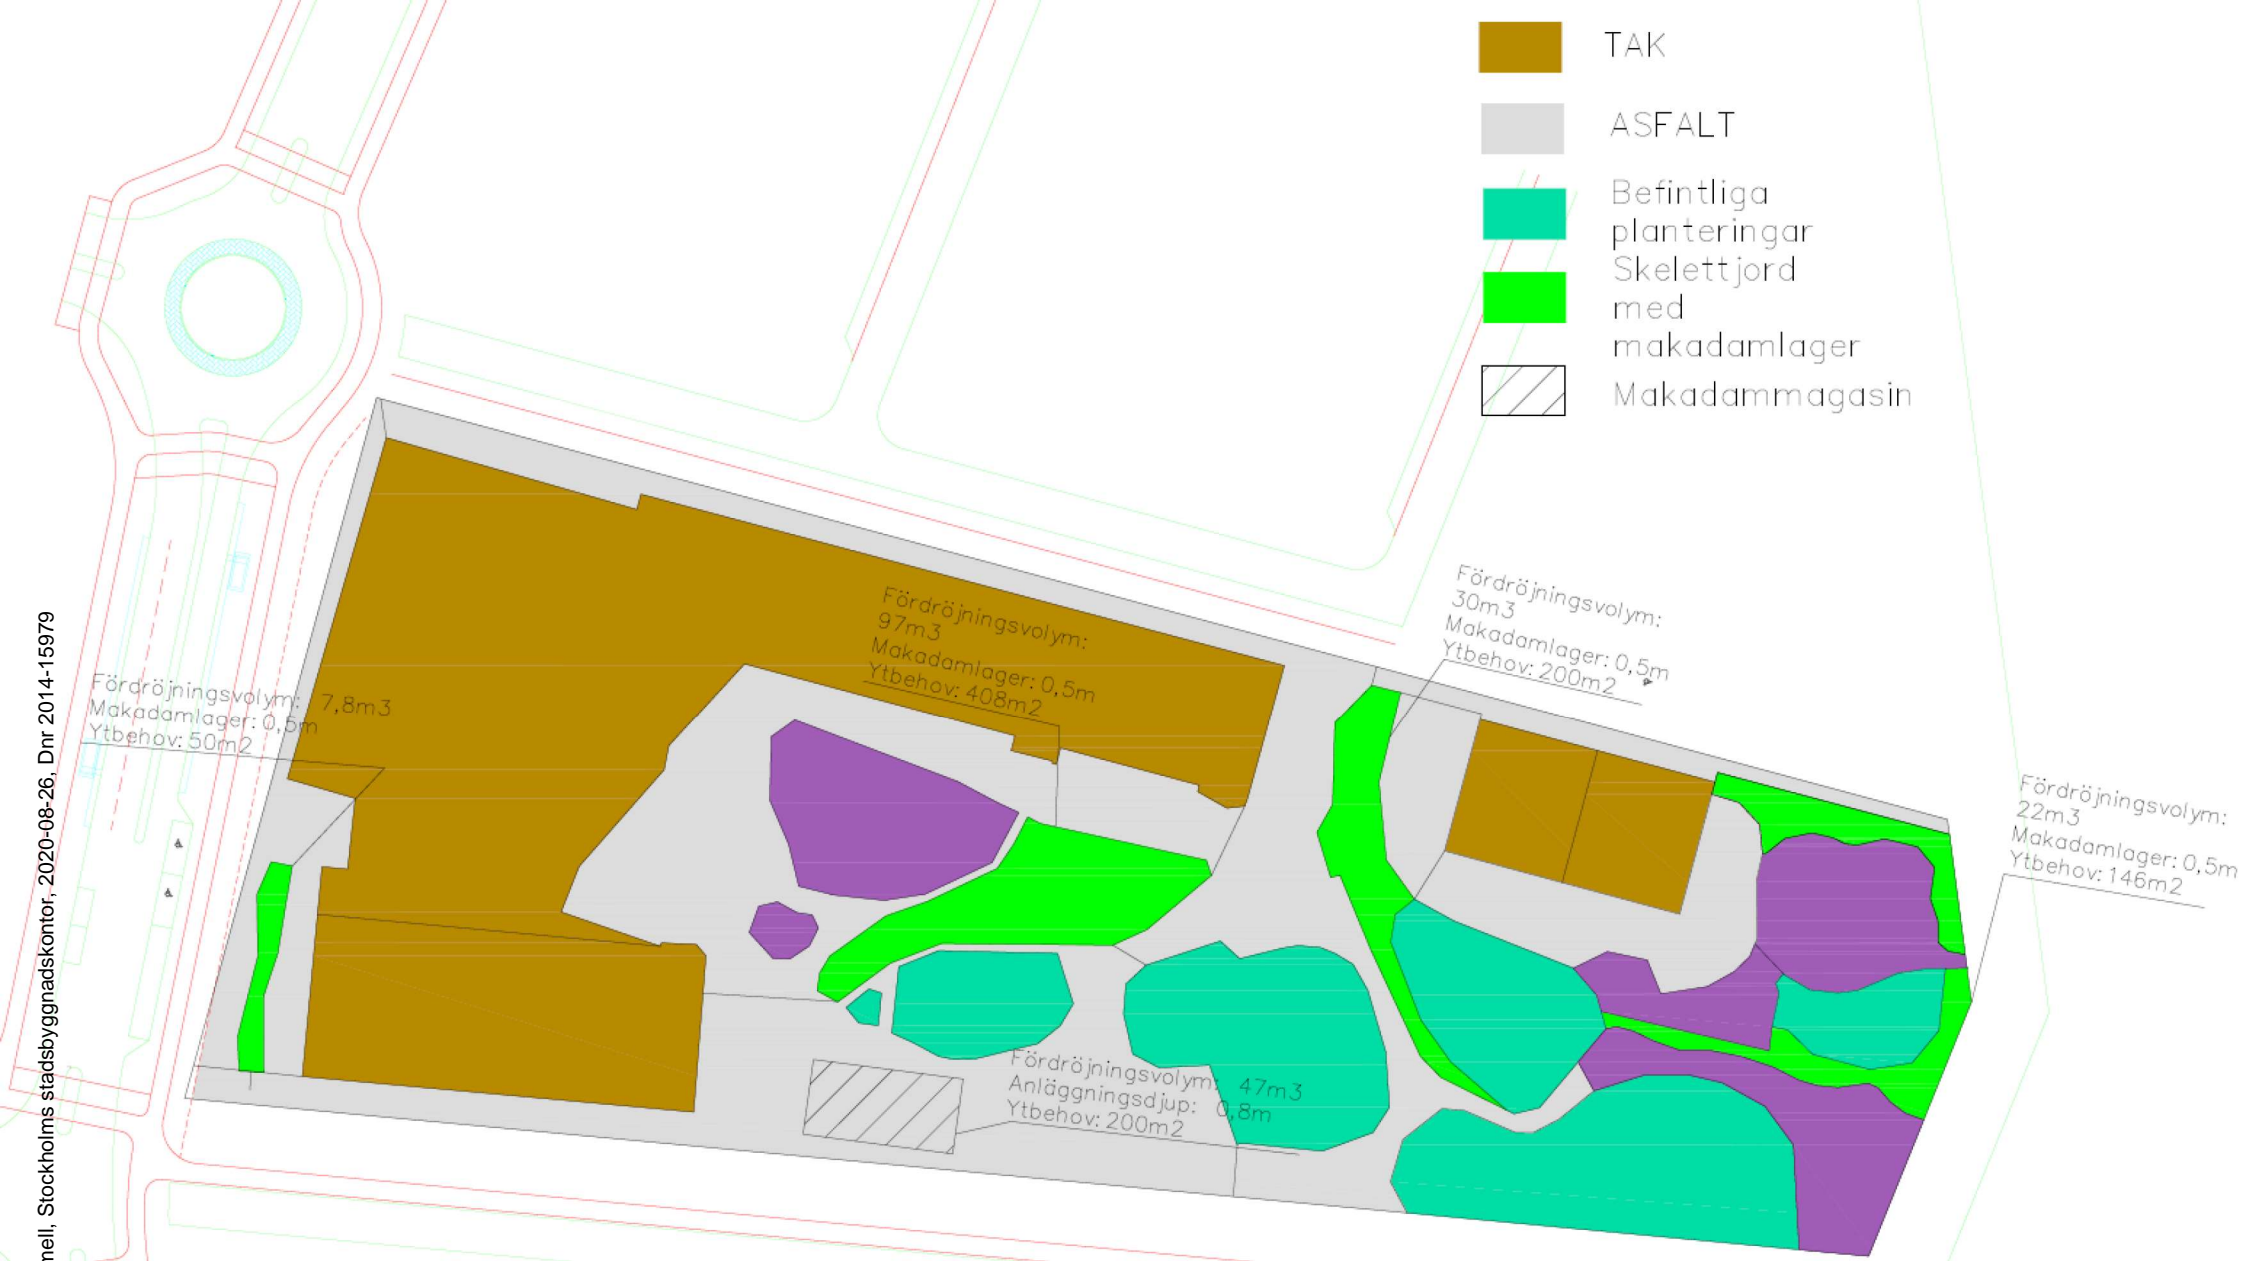 TAK
ASFALT
Befintliga
planteringar
Skelettjord
med
makadamlager
Makadammagasin
Fördröjningsvolym:
97m3
Makadamlager: 0,5m
Ytbehov: 408m2
Fördröjningsvolym:
30m3
Makadamlager: 0,5m
Ytbehov: 200m2
Fördröjningsvolym: 7,8m3
Makadamlager: 0,5m
Ytbehov: 50m2
Fördröjningsvolym:
22m3
Makadamlager: 0,5m
Ytbehov: 146m2
Fördröjningsvolym: 47m3
Anläggningsdjup: 0,8m
Ytbehov: 200m2
nell, Stockholms stadsbyggnadskontor, 2020-08-26, Dnr 2014-15979